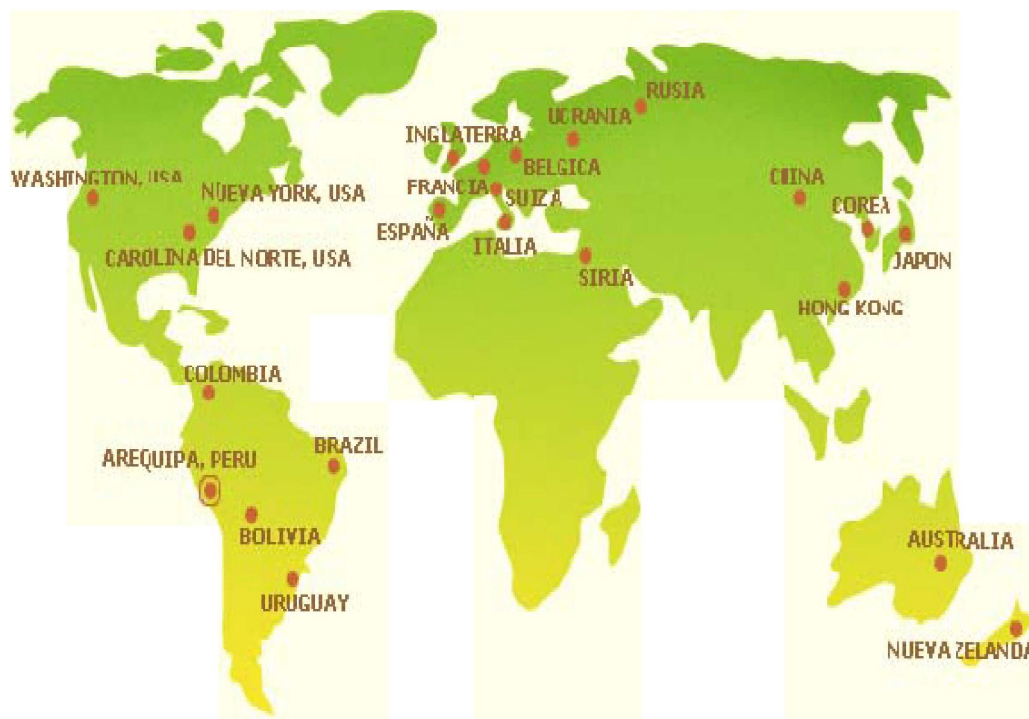 RUSIA
UCRANIA
INGLATERRA
BELGICA
WASHINGTON, USA
NUEVA YORK, USA
FRANCIA
SUIZA
CHINA
COREA
ESPAÑA
ITALIA
CAROLINA DEL NORTE, USA
JAPON
SIRIA
HONG KONG
COLOMBIA
BRAZIL
AREQUIPA, PERU
BOLIVIA
AUSTRALIA
URUGUAY
NUEVA ZELANDA